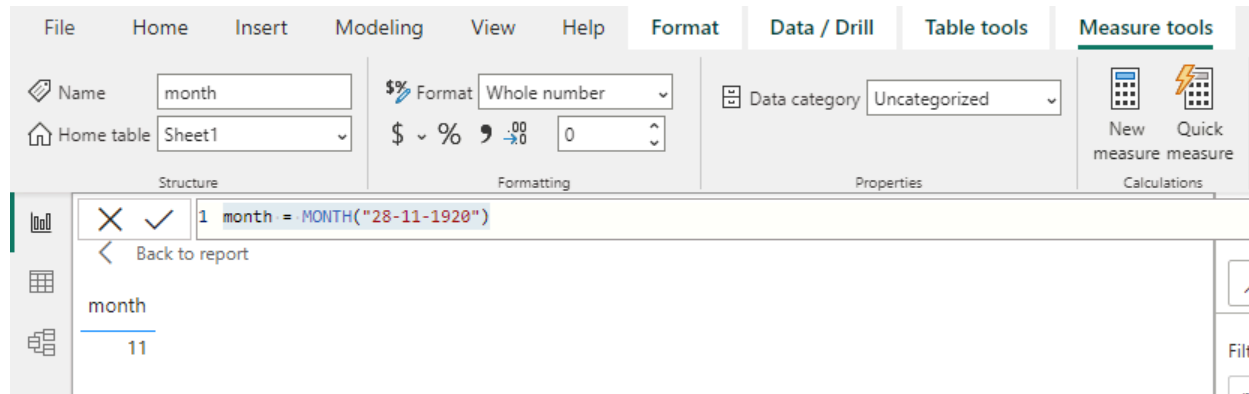 File Home Insert Modeling View Help Format Data / Drill Table tools Measure tools
Name month
Home table Sheet1
Structure
$% Format Whole number
$ % 9 .00 .0 0
Formatting
Data category Uncategorized
Properties
New measure
Quick measure
Calculations
1 month = MONTH("28-11-1920")
Back to report
month
11